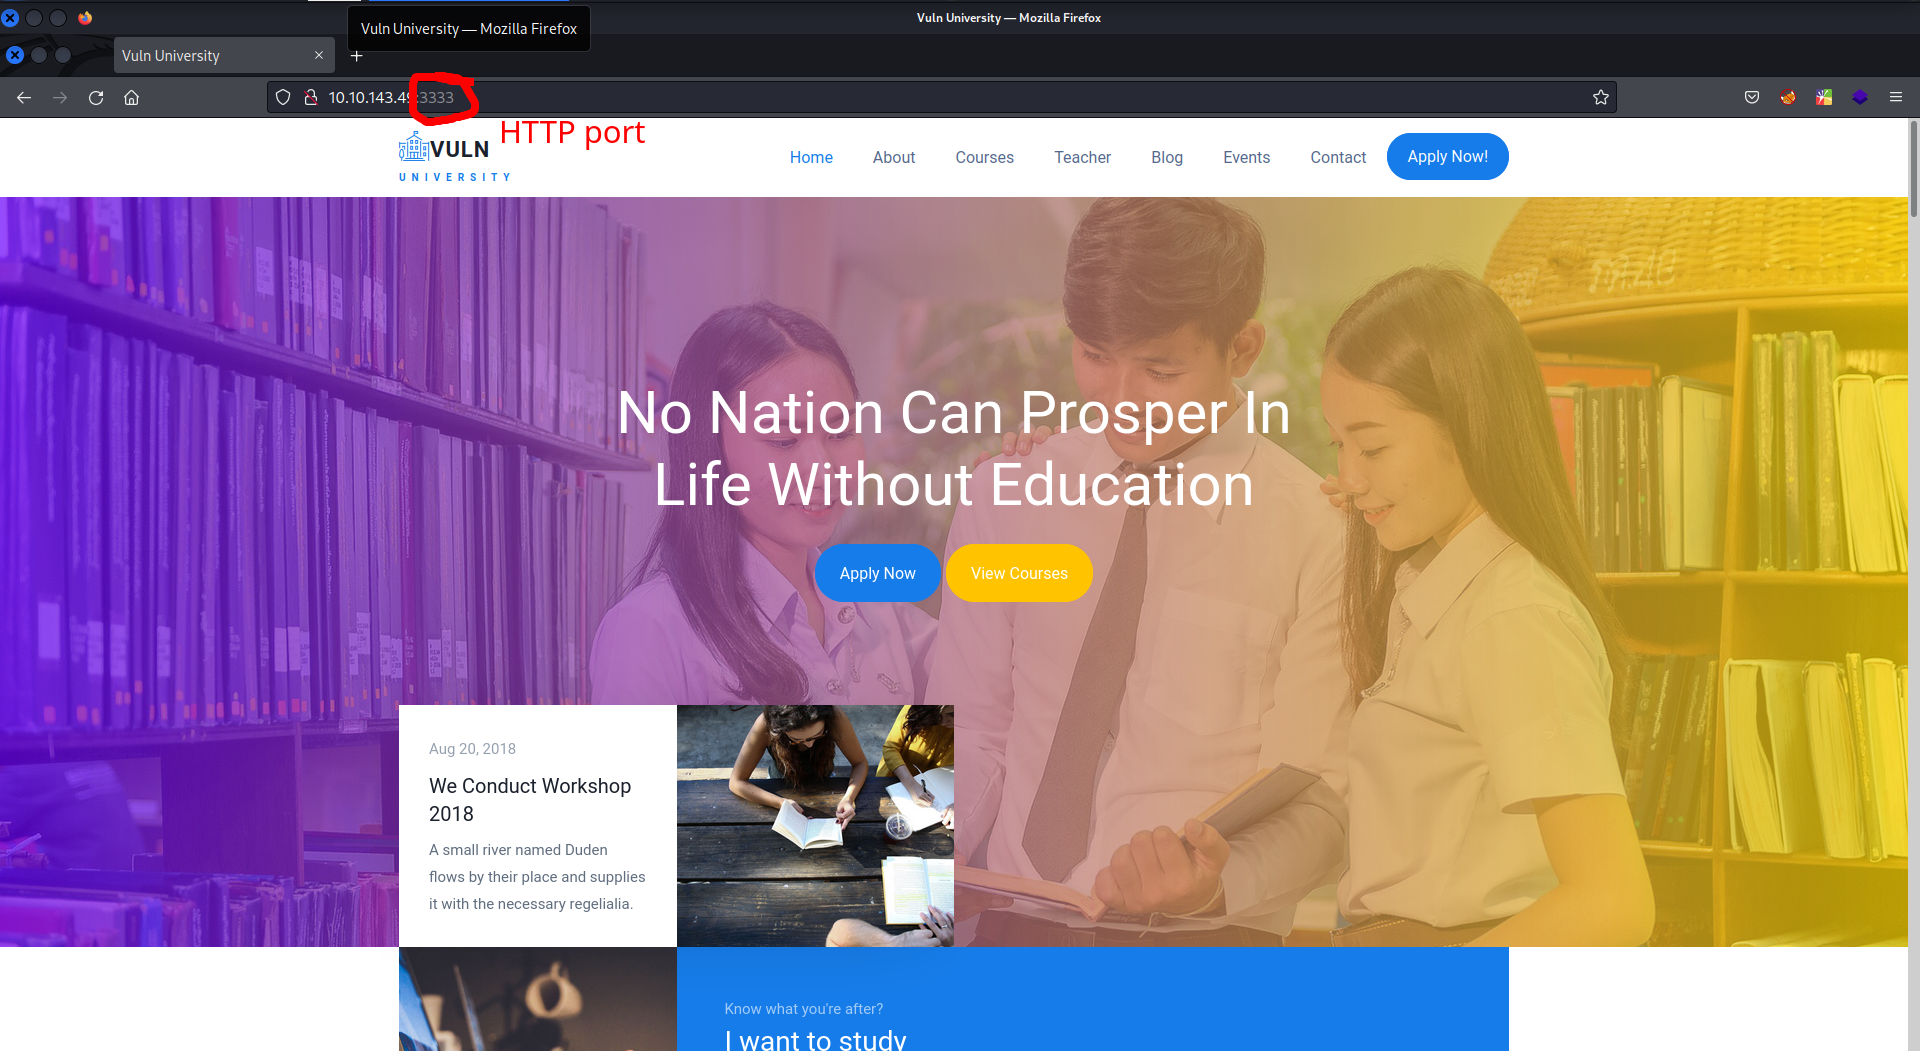 Vuln University — Mozilla Firefox
Vuln University — Mozilla Firefox
Vuln University
10.10.143.49:3333
HTTP port
VULN
UNIVERSITY
Home About Courses Teacher Blog Events Contact Apply Now!
No Nation Can Prosper In
Life Without Education
Apply Now View Courses
Aug 20, 2018
We Conduct Workshop
2018
A small river named Duden
flows by their place and supplies
it with the necessary regelialia.
Know what you're after?
I want to study